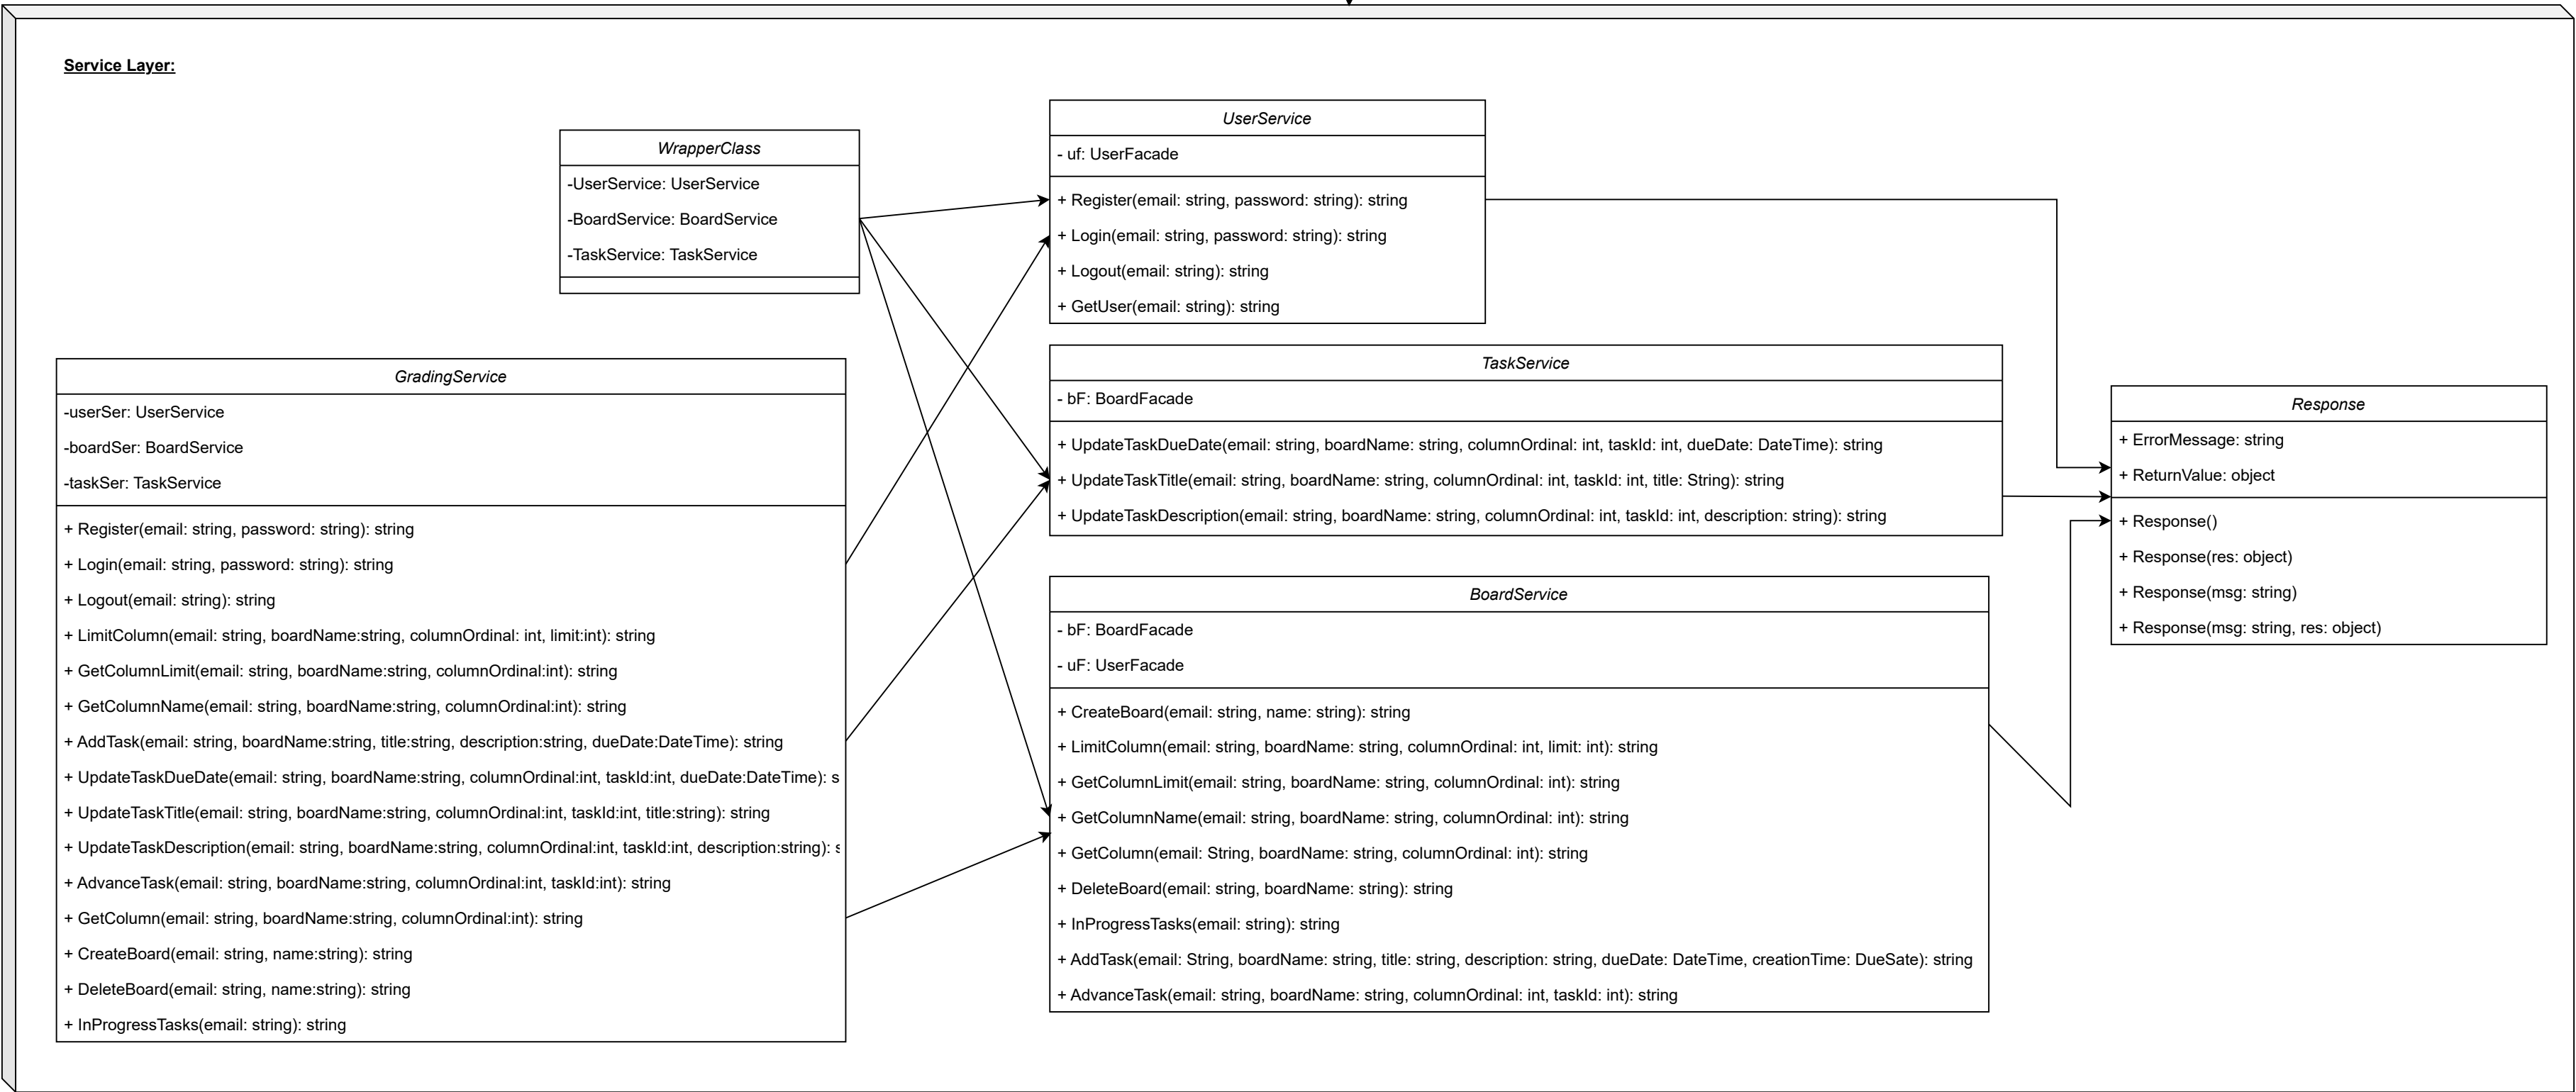 Service Layer:
WrapperClass
-UserService: UserService
-BoardService: BoardService
-TaskService: TaskService
GradingService
-userSer: UserService
-boardSer: BoardService
-taskSer: TaskService
+ Register(email: string, password: string): string
+ Login(email: string, password: string): string
+ Logout(email: string): string
+ LimitColumn(email: string, boardName:string, columnOrdinal: int, limit:int): string
+ GetColumnLimit(email: string, boardName:string, columnOrdinal:int): string
+ GetColumnName(email: string, boardName:string, columnOrdinal:int): string
+ AddTask(email: string, boardName:string, title:string, description:string, dueDate:DateTime): string
+ UpdateTaskDueDate(email: string, boardName:string, columnOrdinal:int, taskId:int, dueDate:DateTime): s
+ UpdateTaskTitle(email: string, boardName:string, columnOrdinal:int, taskId:int, title:string): string
+ UpdateTaskDescription(email: string, boardName:string, columnOrdinal:int, taskId:int, description:string): s
+ AdvanceTask(email: string, boardName:string, columnOrdinal:int, taskId:int): string
+ GetColumn(email: string, boardName:string, columnOrdinal:int): string
+ CreateBoard(email: string, name:string): string
+ DeleteBoard(email: string, name:string): string
+ InProgressTasks(email: string): string
UserService
- uf: UserFacade
+ Register(email: string, password: string): string
+ Login(email: string, password: string): string
+ Logout(email: string): string
+ GetUser(email: string): string
TaskService
- bF: BoardFacade
+ UpdateTaskDueDate(email: string, boardName: string, columnOrdinal: int, taskId: int, dueDate: DateTime): string
+ UpdateTaskTitle(email: string, boardName: string, columnOrdinal: int, taskId: int, title: String): string
+ UpdateTaskDescription(email: string, boardName: string, columnOrdinal: int, taskId: int, description: string): string
BoardService
- bF: BoardFacade
- uF: UserFacade
+ CreateBoard(email: string, name: string): string
+ LimitColumn(email: string, boardName: string, columnOrdinal: int, limit: int): string
+ GetColumnLimit(email: string, boardName: string, columnOrdinal: int): string
+ GetColumnName(email: string, boardName: string, columnOrdinal: int): string
+ GetColumn(email: String, boardName: string, columnOrdinal: int): string
+ DeleteBoard(email: string, boardName: string): string
+ InProgressTasks(email: string): string
+ AddTask(email: String, boardName: string, title: string, description: string, dueDate: DateTime, creationTime: DueSate): string
+ AdvanceTask(email: string, boardName: string, columnOrdinal: int, taskId: int): string
Response
+ ErrorMessage: string
+ ReturnValue: object
+ Response()
+ Response(res: object)
+ Response(msg: string)
+ Response(msg: string, res: object)